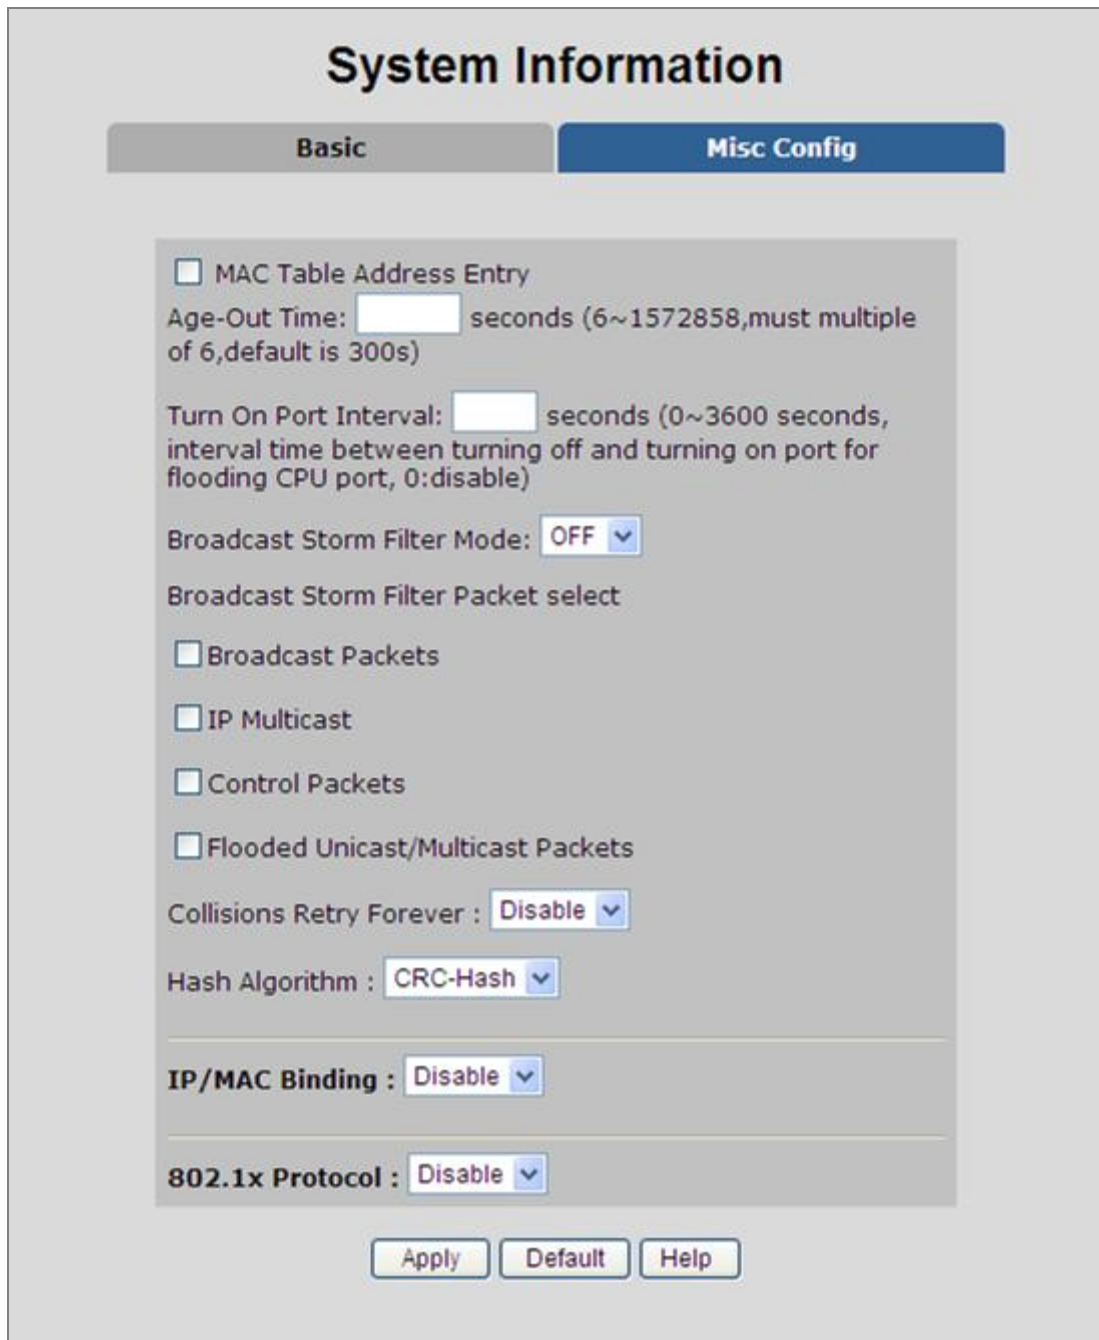 System Information
Basic
Misc Config
MAC Table Address Entry
Age-Out Time: seconds (6~1572858,must multiple
of 6,default is 300s)
Turn On Port Interval: seconds (0~3600 seconds,
interval time between turning off and turning on port for
flooding CPU port, 0:disable)
Broadcast Storm Filter Mode: OFF
Broadcast Storm Filter Packet select
Broadcast Packets
IP Multicast
Control Packets
Flooded Unicast/Multicast Packets
Collisions Retry Forever : Disable
Hash Algorithm : CRC-Hash
IP/MAC Binding : Disable
802.1x Protocol : Disable
Apply Default Help